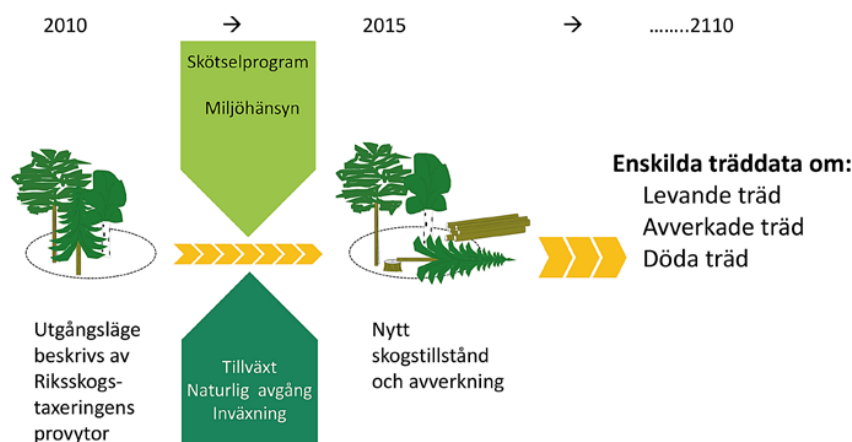 2010 → 2015 → ........2110
Skötselprogram
Miljöhänsyn
Enskilda träddata om:
Levande träd
Avverkade träd
Döda träd
Utgångsläge
beskrivs av
Riksskogs-
taxeringens
provytor
Tillväxt
Naturlig avgång
Inväxning
Nytt
skogstillstånd
och avverkning